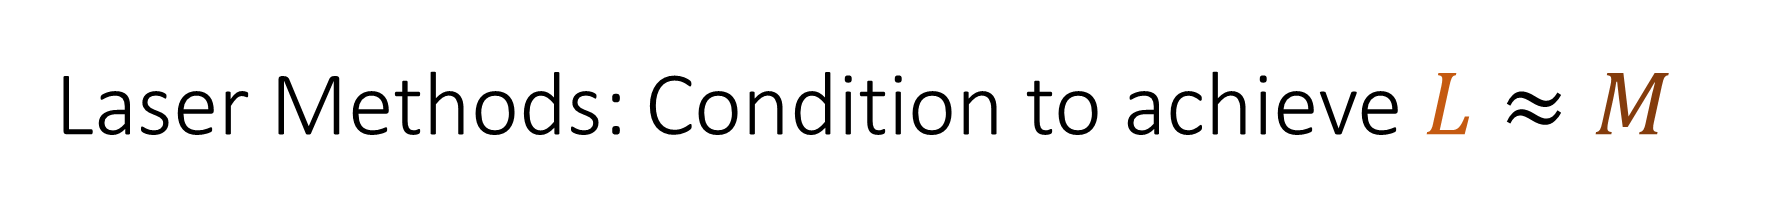 Laser Methods: Condition to achieve 𝐿 ≈ 𝑀